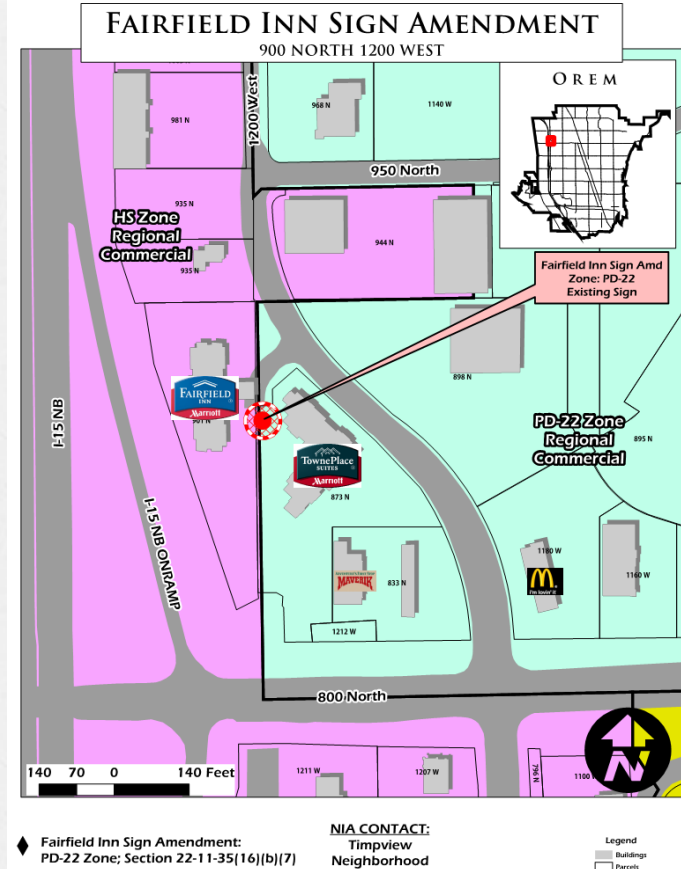 FAIRFIELD INN SIGN AMENDMENT
900 NORTH 1200 WEST
OREM
1200 West
981 N
968 N
1140 W
950 North
935 N
HS Zone
Regional
Commercial
935 N
944 N
Fairfield Inn Sign Amd
Zone: PD-22
Existing Sign
898 N
FAIRFIELD
INN
Marriott
I-15 NB
PD-22 Zone
Regional
Commercial
895 N
TownePlace
SUITES
Marriott
873 N
I-15 NB ONRAMP
MAVERIK
833 N
1180 W
i'm lovin' it
1160 W
1212 W
800 North
140 70 0 140 Feet
1211 W
1207 W
796 N
1100
N
Fairfield Inn Sign Amendment:
PD-22 Zone; Section 22-11-35(16)(b)(7)
NIA CONTACT:
Timpview
Neighborhood
Legend
Buildings
Parcels